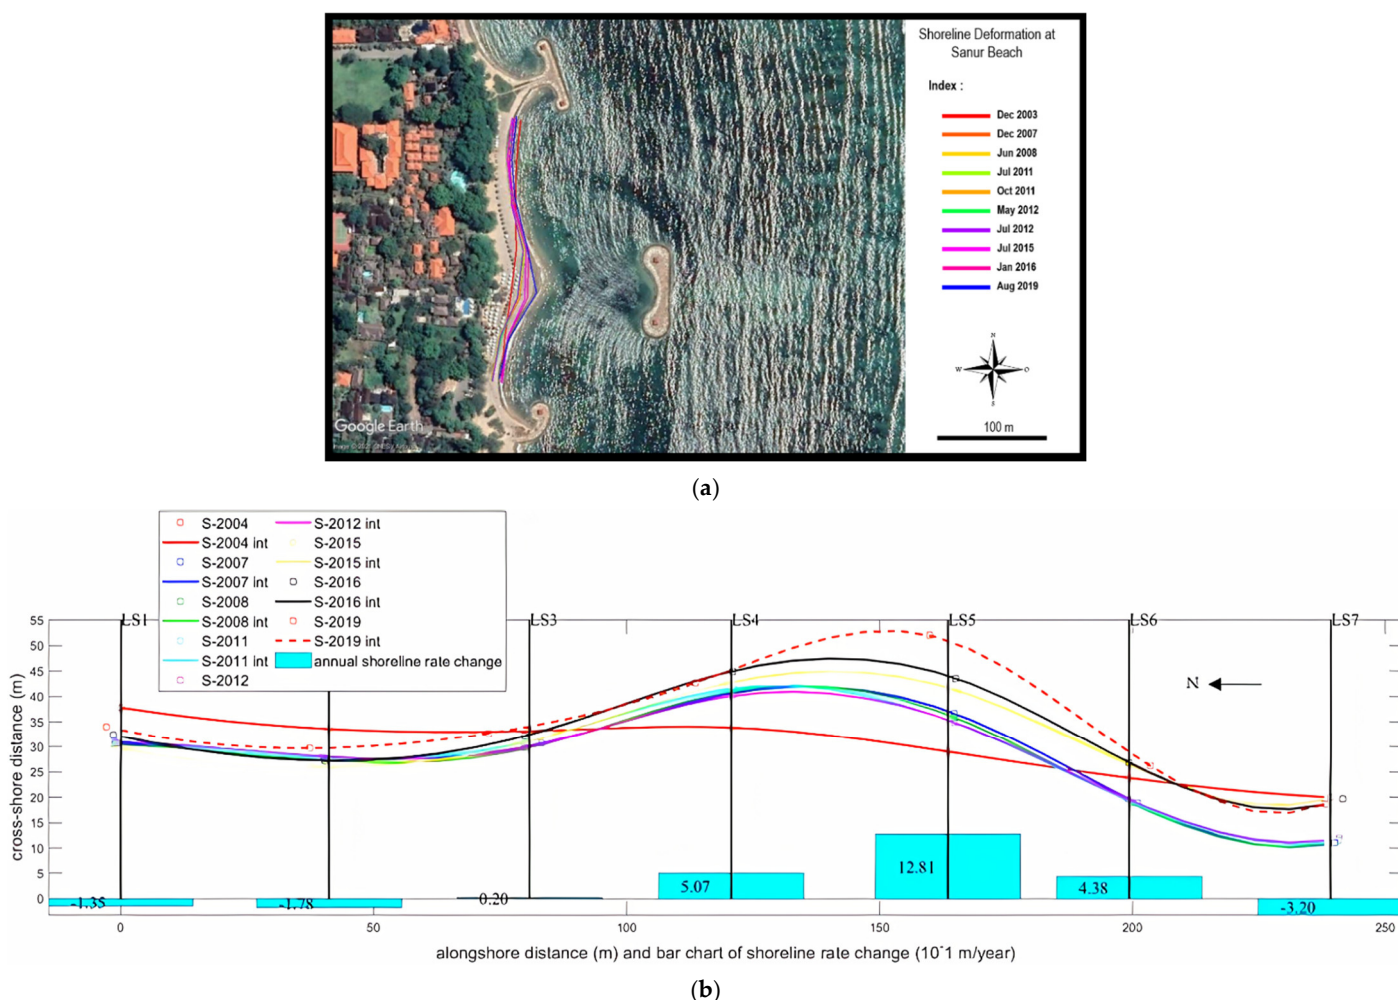 Shoreline Deformation at
Sanur Beach
Index :
Dec 2003
Dec 2007
Jun 2008
Jul 2011
Oct 2011
May 2012
Jul 2012
Jul 2015
Jan 2016
Aug 2019
N
W O
S
100 m
Google Earth
(a)
S-2004 S-2012 int
S-2004 int S-2015
S-2007 S-2015 int
S-2007 int S-2016
S-2008 S-2016 int
S-2008 int S-2019
S-2011 S-2019 int
S-2011 int annual shoreline rate change
S-2012
LS1 LS3 LS4 LS5 LS6 LS7
N
55
50
45
40
35
30
25
20
15
10
5
0
cross-shore distance (m)
-1.35 -1.78 0.20 5.07 12.81 4.38 -3.20
0 50 100 150 200 250
alongshore distance (m) and bar chart of shoreline rate change (10ˆ1 m/year)
(b)